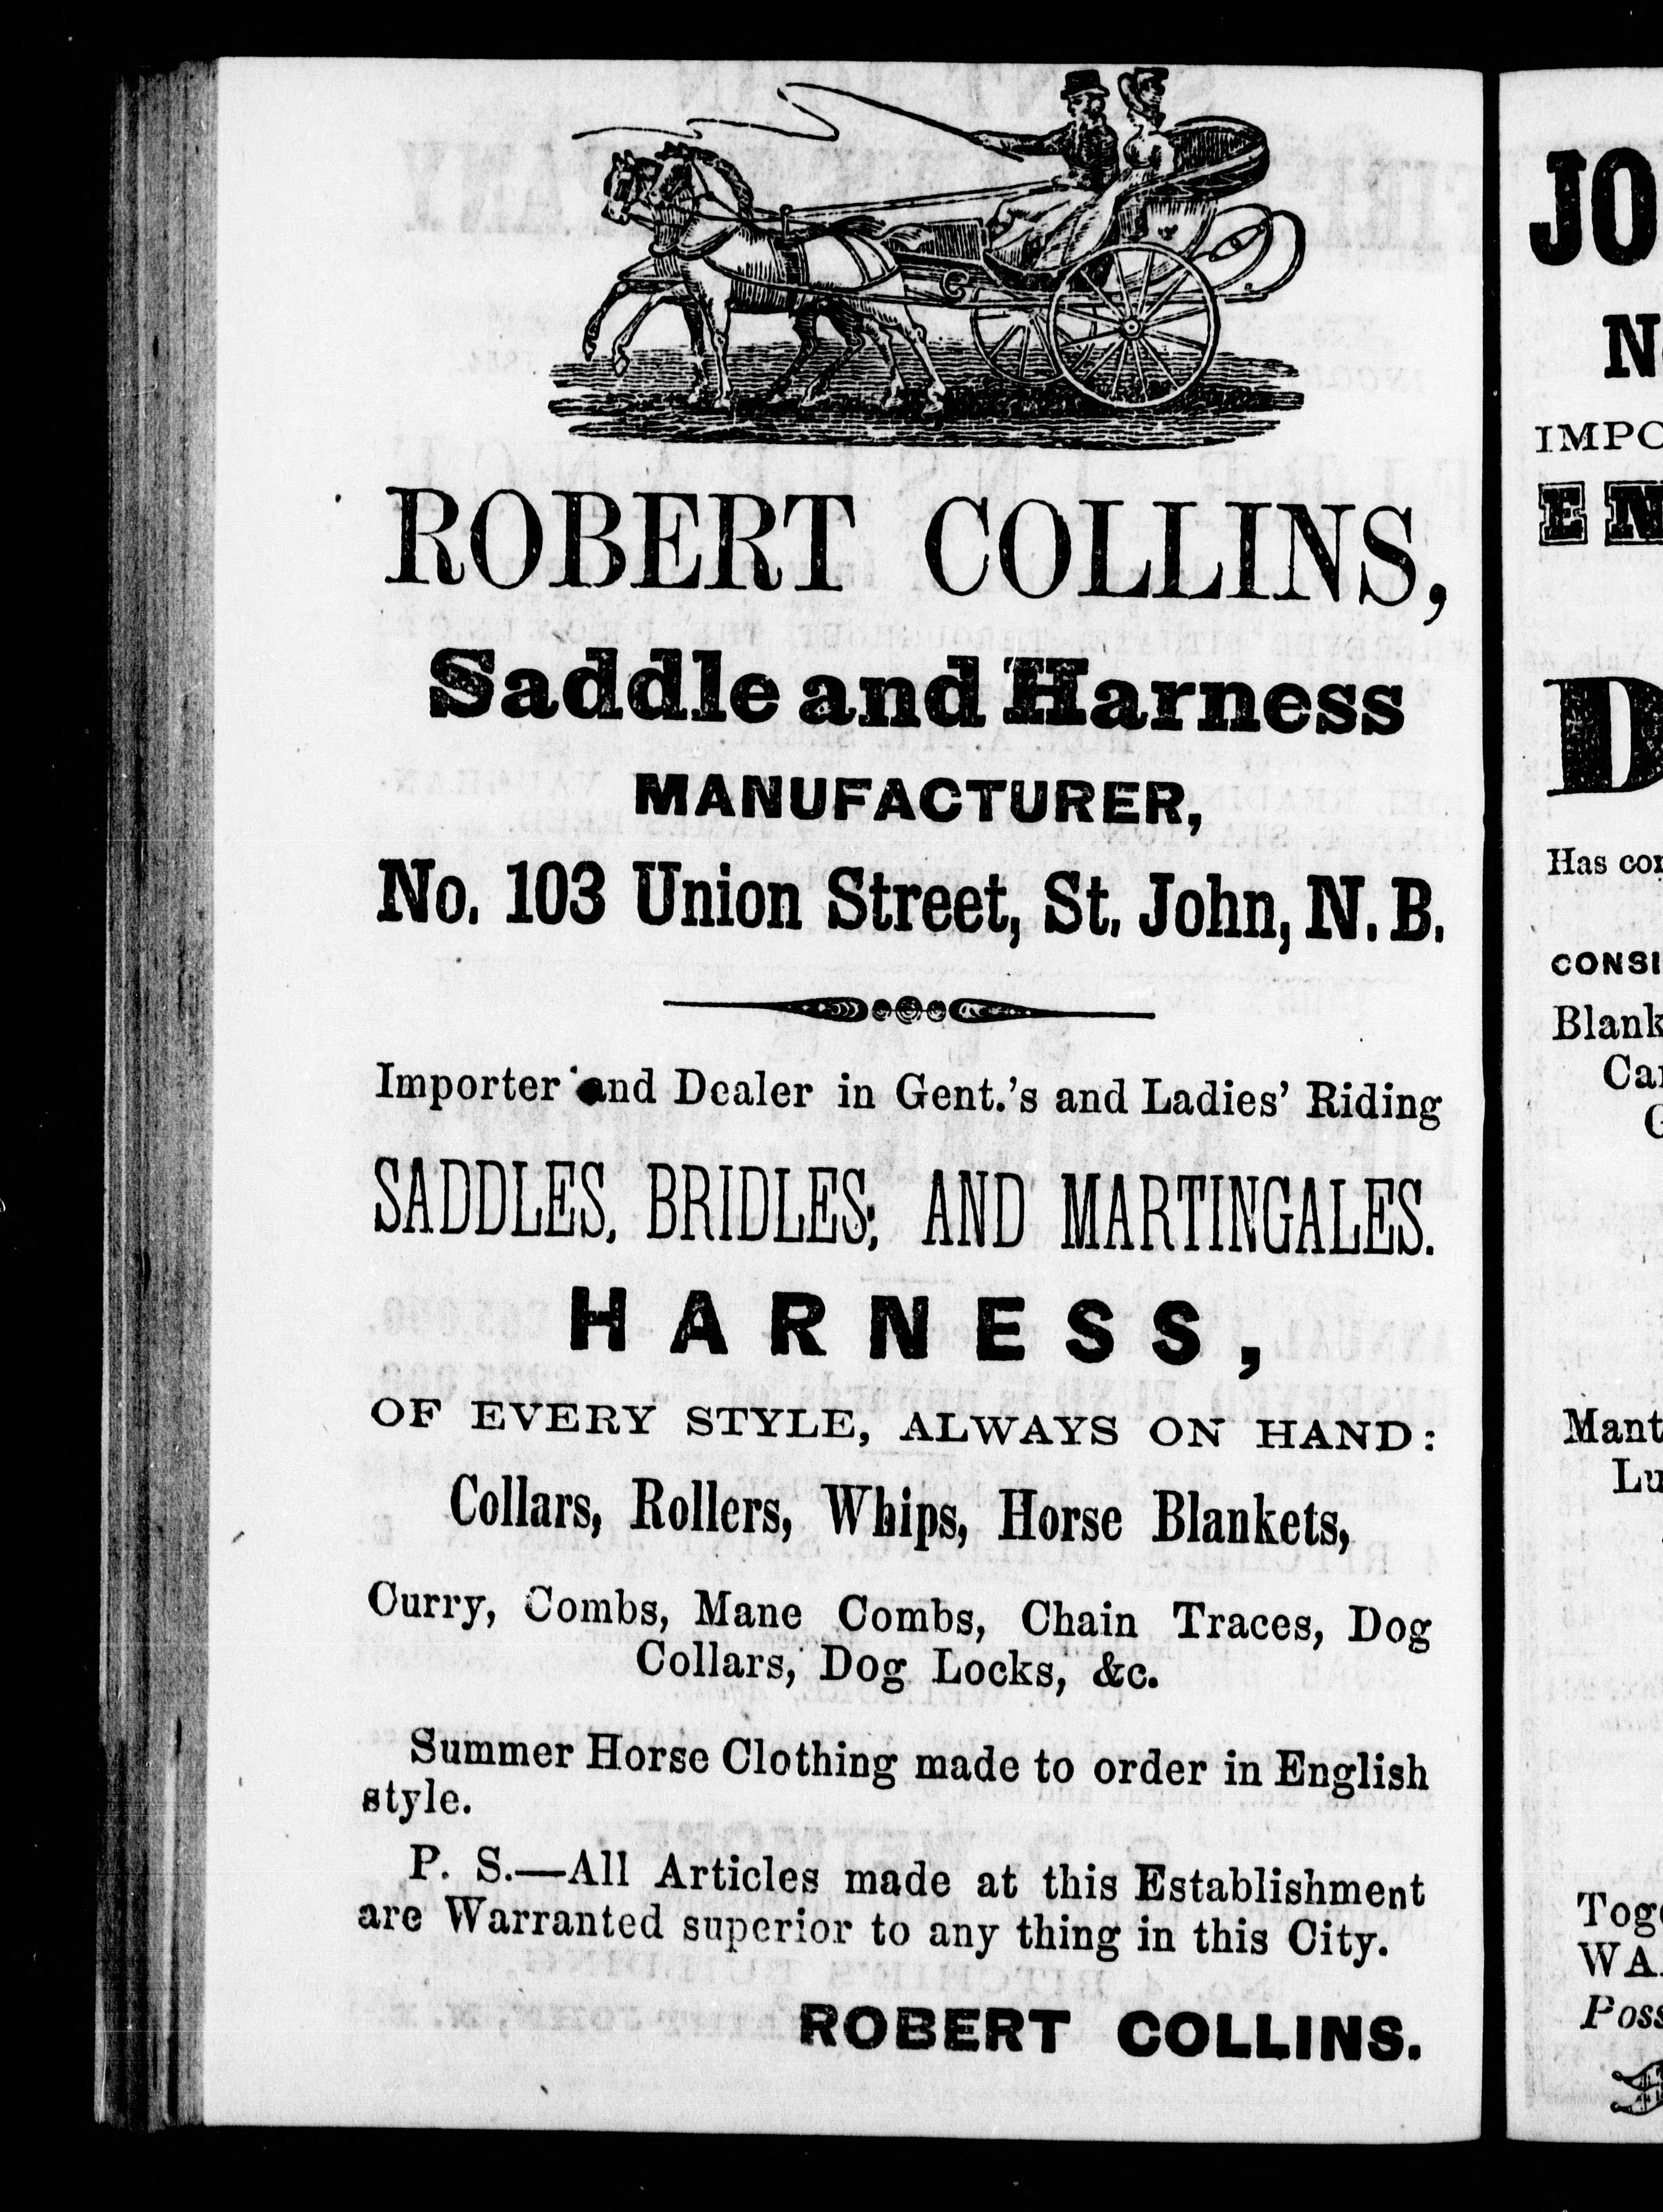 ROBERT COLLINS,
Saddle and Harness
MANUFACTURER,
No. 103 Union Street, St. John, N. B.
Importer and Dealer in Gent.'s and Ladies' Riding
SADDLES, BRIDLES, AND MARTINGALES.
HARNESS,
OF EVERY STYLE, ALWAYS ON HAND:
Collars, Rollers, Whips, Horse Blankets,
Curry, Combs, Mane Combs, Chain Traces, Dog
Collars, Dog Locks, &c.
Summer Horse Clothing made to order in English
style.
P. S.—All Articles made at this Establishment
are Warranted superior to any thing in this City.
ROBERT COLLINS.
JO
N
IMPO
EN
D
Has
CONSI
Blank
Ca
Mant
Lu
Tog
WA
Poss